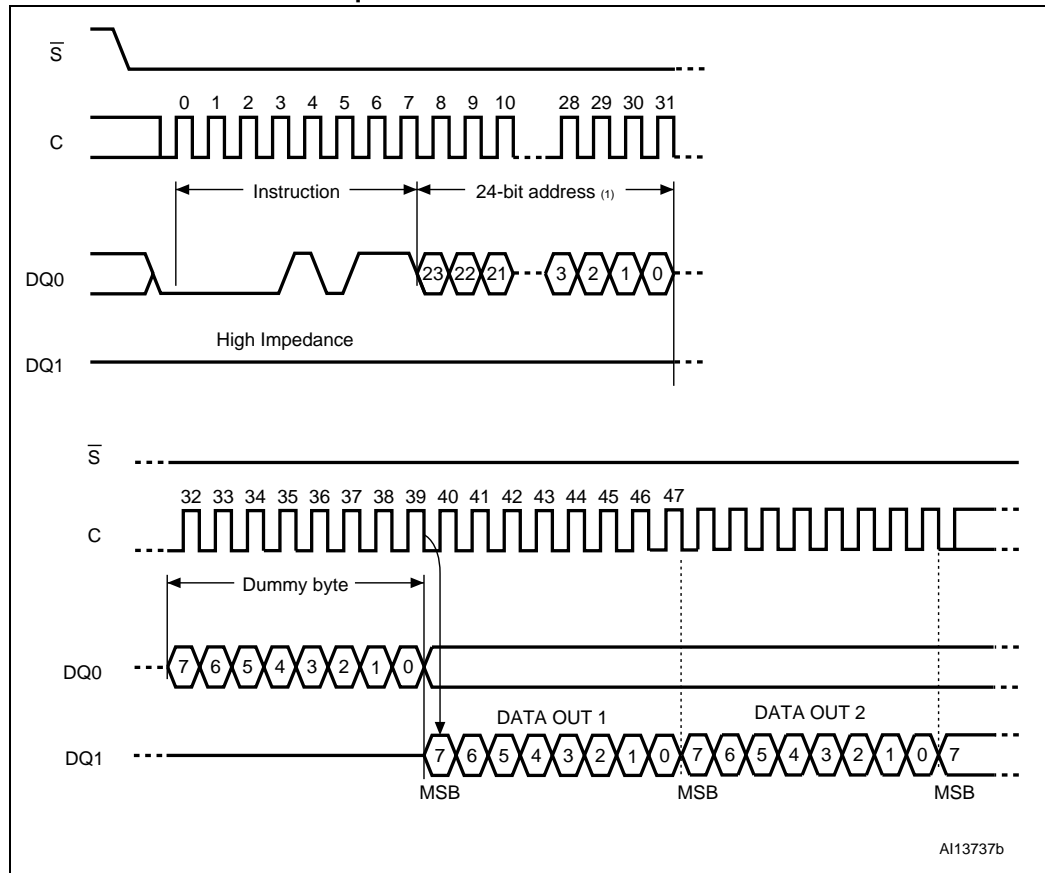 S
0 1 2 3 4 5 6 7 8 9 10 28 29 30 31
C
Instruction 24-bit address (1)
DQ0 23 22 21 3 2 1 0
High Impedance
DQ1
S
32 33 34 35 36 37 38 39 40 41 42 43 44 45 46 47
C
Dummy byte
DQ0 7 6 5 4 3 2 1 0
DATA OUT 1 DATA OUT 2
DQ1 7 6 5 4 3 2 1 0 7 6 5 4 3 2 1 0 7
MSB MSB MSB
AI13737b